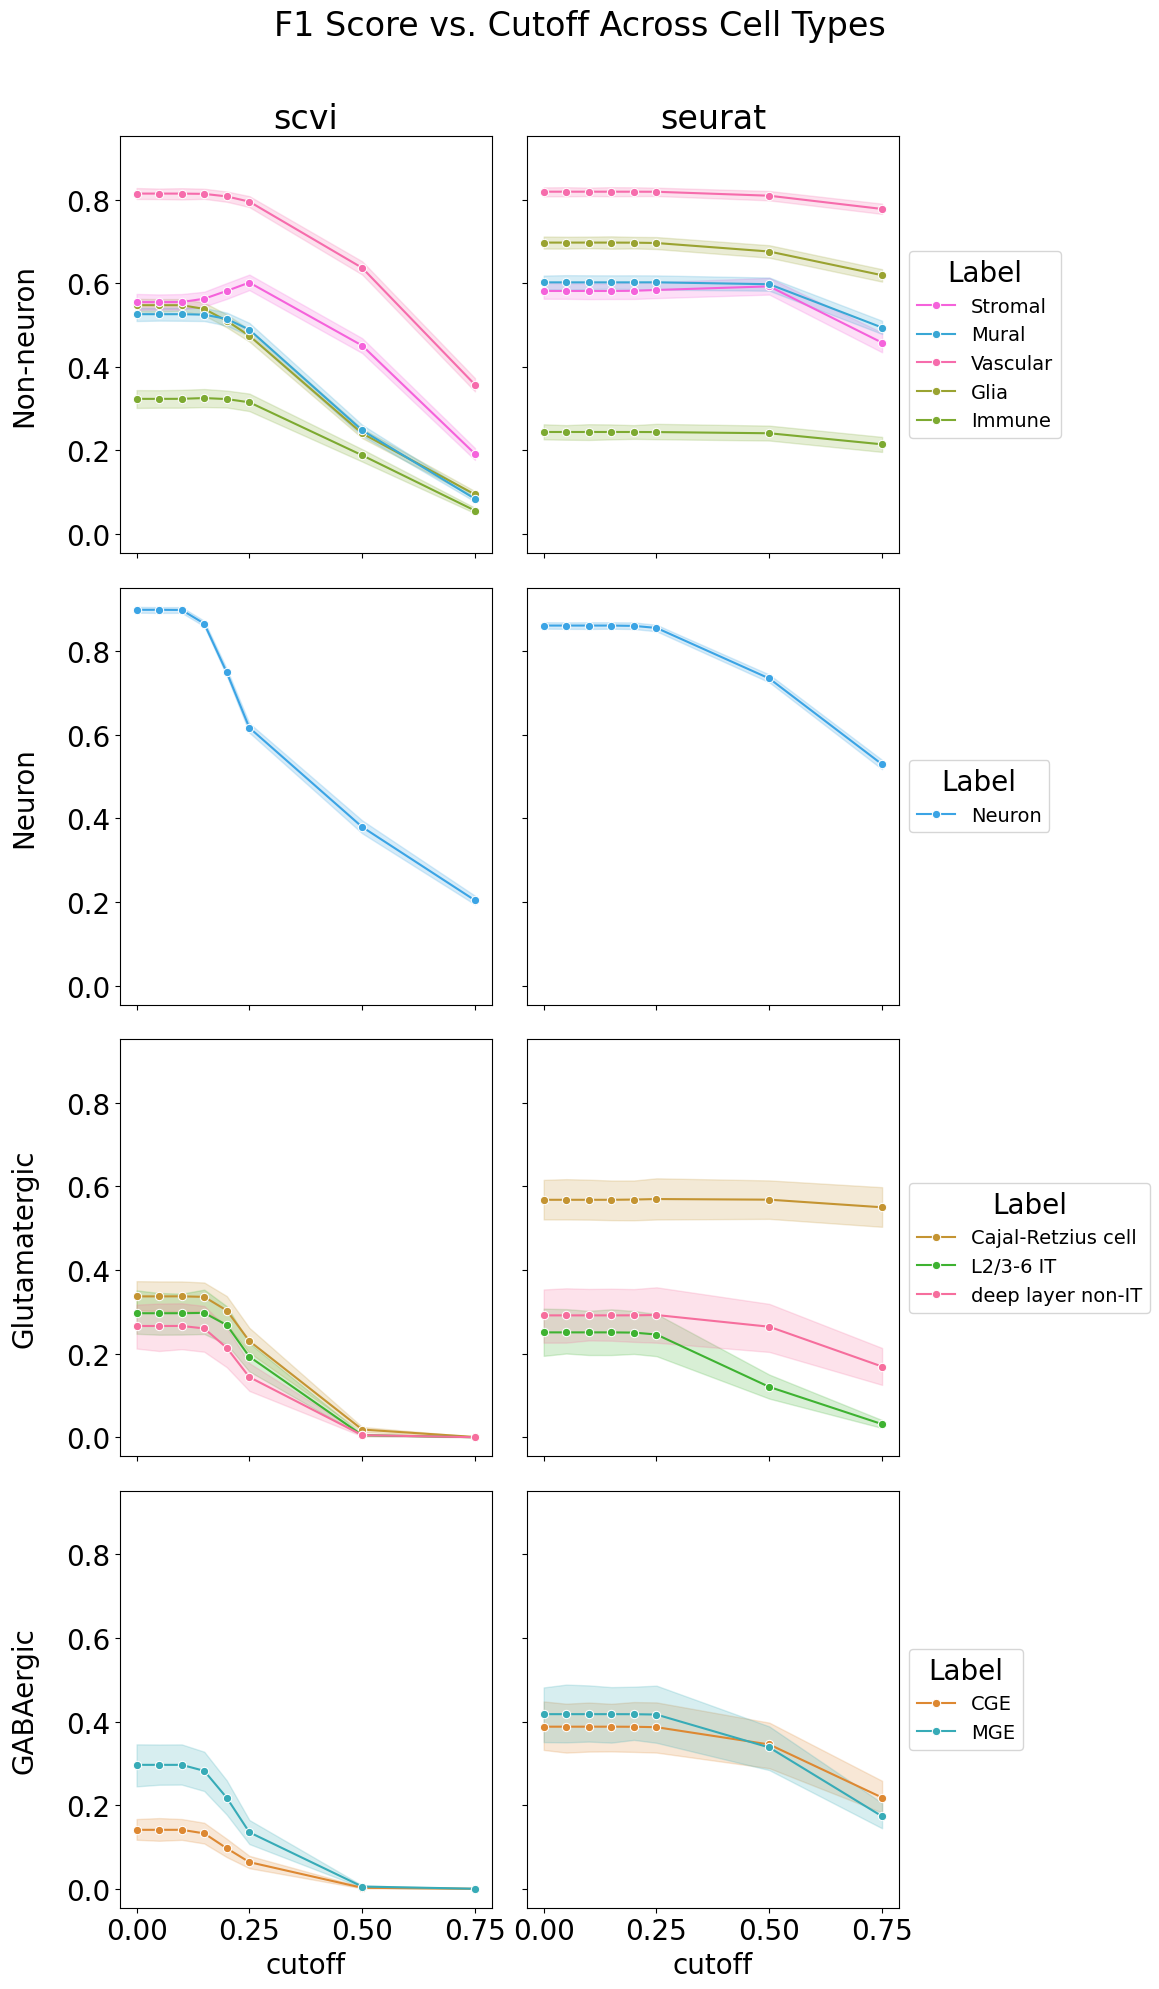 F1 Score vs. Cutoff Across Cell Types
scvi
seurat
Non-neuron
0.8
0.6
0.4
0.2
0.0
Label
Stromal
Mural
Vascular
Glia
Immune
Neuron
0.8
0.6
0.4
0.2
0.0
Label
Neuron
Glutamatergic
0.8
0.6
0.4
0.2
0.0
Label
Cajal-Retzius cell
L2/3-6 IT
deep layer non-IT
GABAergic
0.8
0.6
0.4
0.2
0.0
Label
CGE
MGE
0.00 0.25 0.50 0.75
0.00 0.25 0.50 0.75
cutoff
cutoff